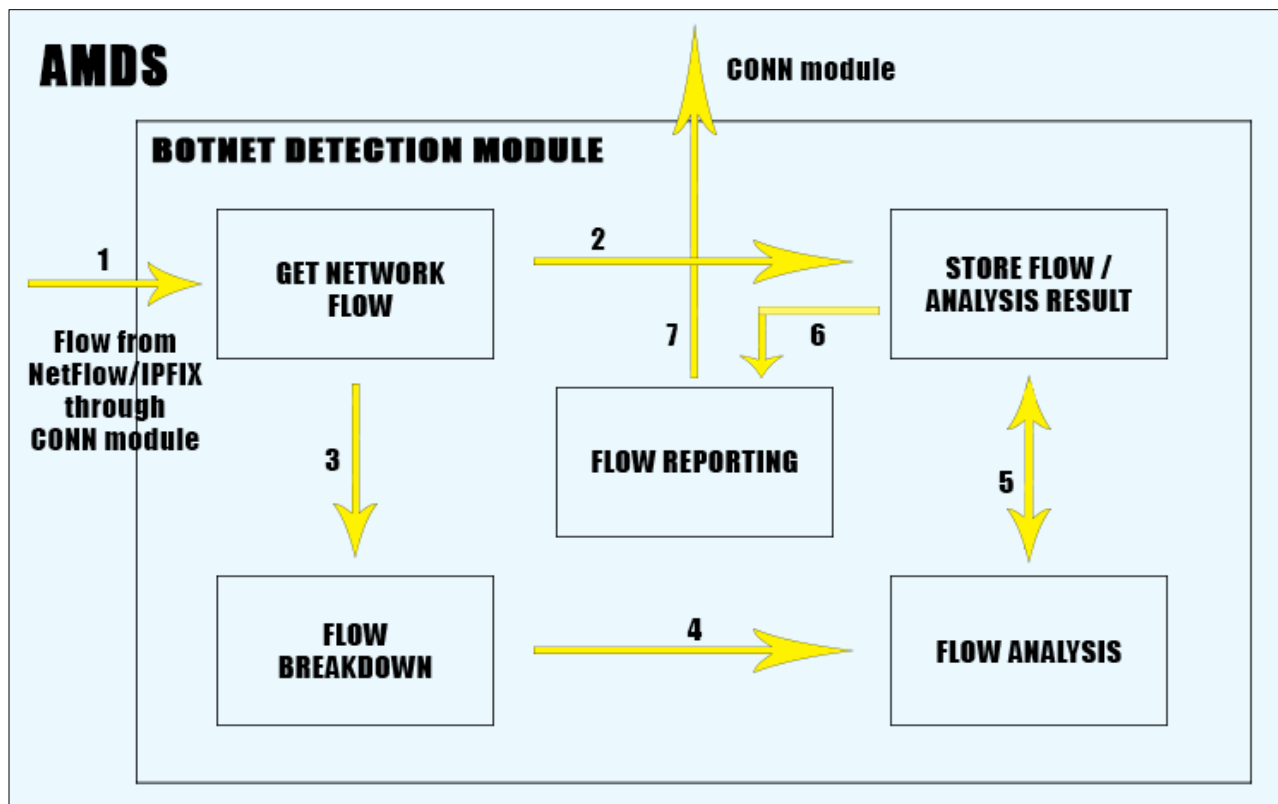 AMDS
CONN module
BOTNET DETECTION MODULE
1
Flow from
NetFlow/IPFIX
through
CONN module
GET NETWORK
FLOW
2
STORE FLOW /
ANALYSIS RESULT
7
6
3
FLOW REPORTING
5
FLOW
BREAKDOWN
4
FLOW ANALYSIS